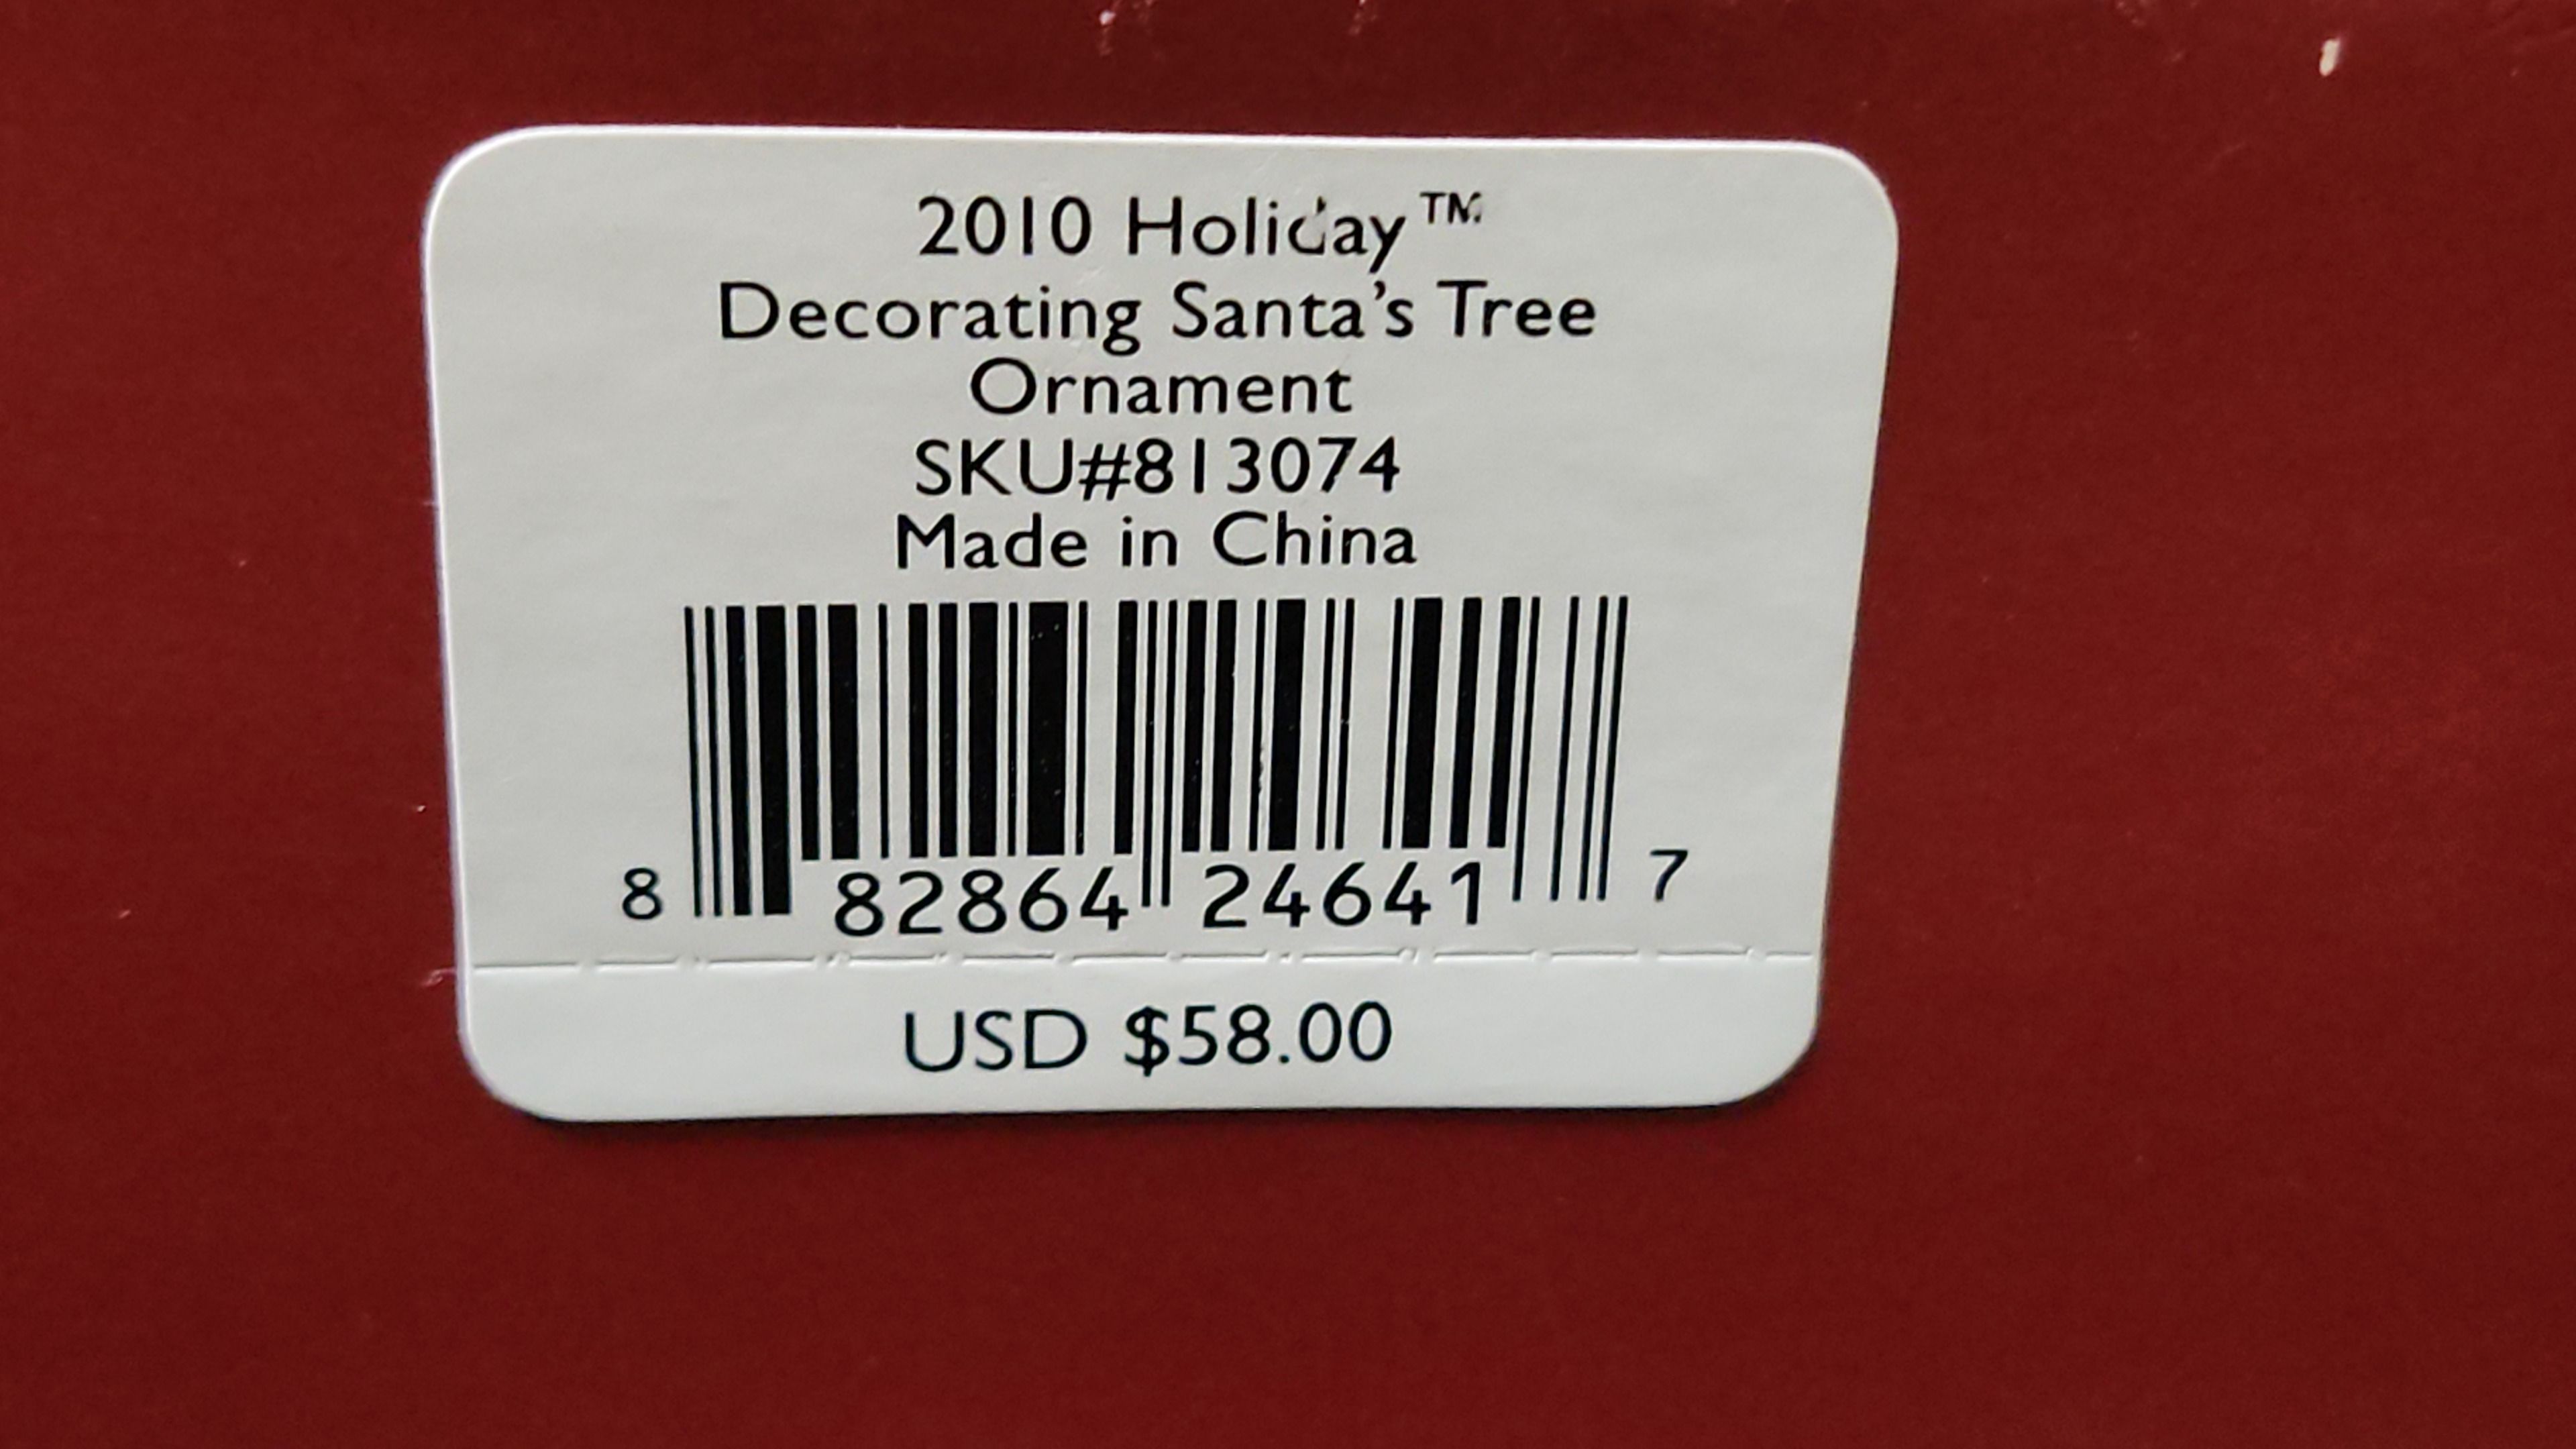 2010 Holiday™
Decorating Santa's Tree
Ornament
SKU#813074
Made in China
8 82864 24641 7
USD $58.00